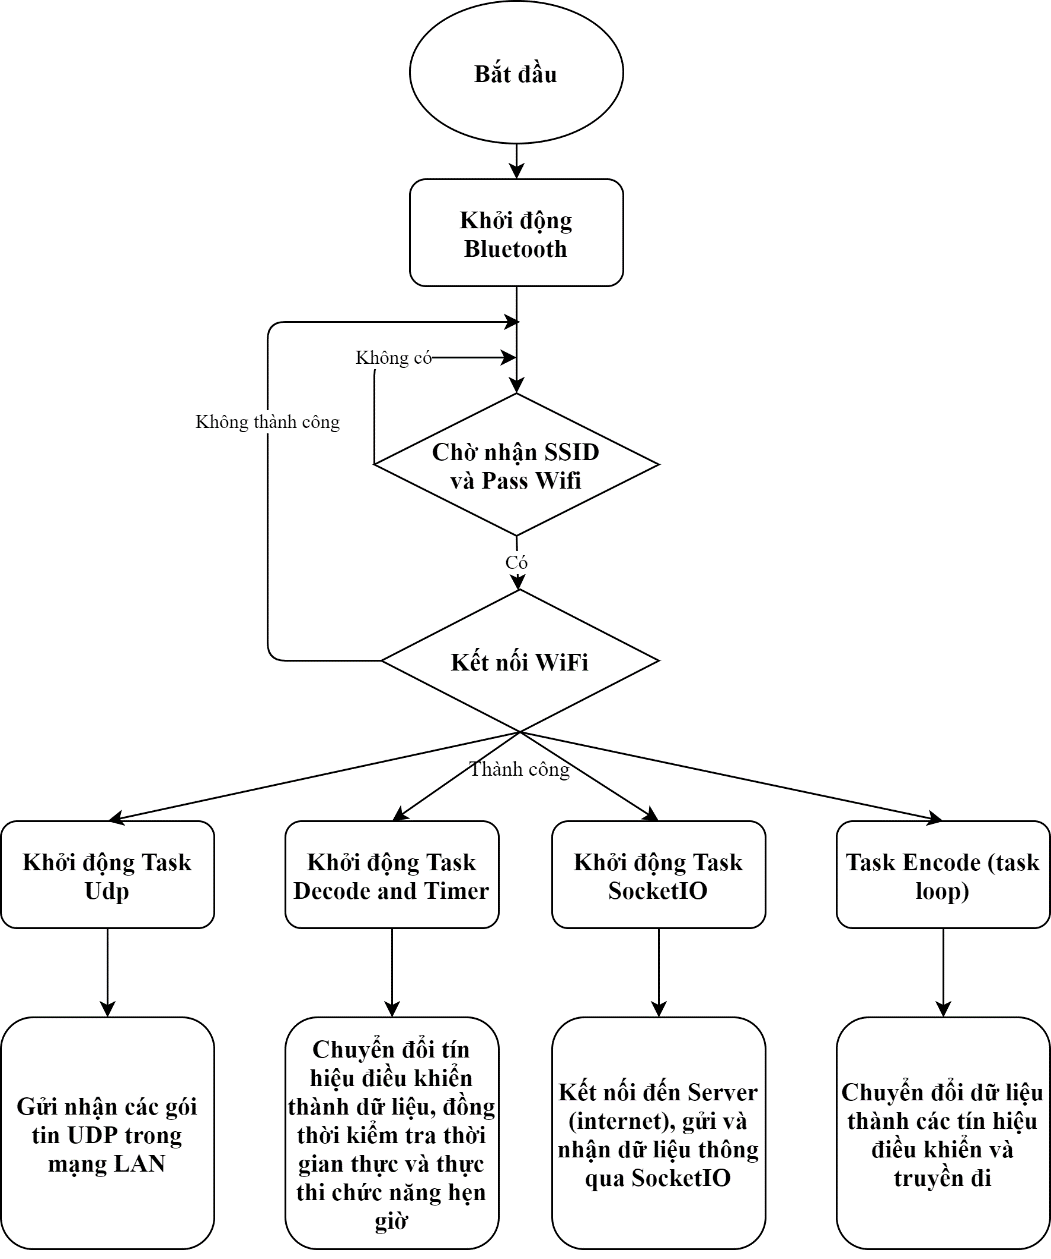 Bắt đầu
Khởi động
Bluetooth
Không có
Không thành công
Chờ nhận SSID
và Pass Wifi
Có
Kết nối WiFi
Thành công
Khởi động Task
Udp
Khởi động Task
Decode and Timer
Khởi động Task
SocketIO
Task Encode (task
loop)
Gửi nhận các gói
tin UDP trong
mạng LAN
Chuyển đổi tín
hiệu điều khiển
thành dữ liệu, đồng
thời kiểm tra thời
gian thực và thực
thi chức năng hẹn
giờ
Kết nối đến Server
(internet), gửi và
nhận dữ liệu thông
qua SocketIO
Chuyển đổi dữ liệu
thành các tín hiệu
điều khiển và
truyền đi